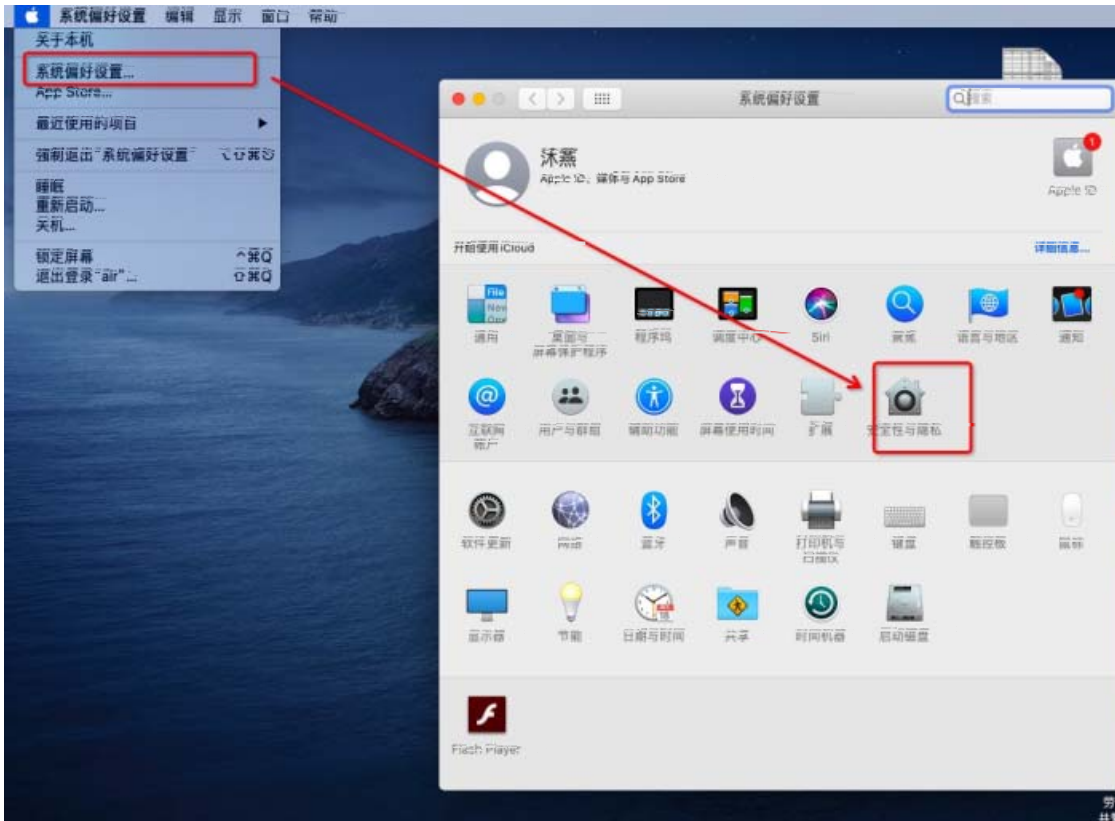 系统偏好设置 编辑 显示 窗口 帮助
关于本机
系统偏好设置...
App Store...
最近使用的项目
强制退出"系统偏好设置" ⌥⇧⌘⎋
睡眠
重新启动...
关机...
锁定屏幕 ^⌘Q
退出登录"air"... ⇧⌘Q
系统偏好设置
搜索
Apple ID、媒体与 App Store
Apple ID
1
开始使用 iCloud
详细信息...
File
New
通用
桌面与
屏幕保护程序
程序坞
调度中心
Siri
聚焦
语言与地区
通知
互联网
帐户
用户与群组
辅助功能
屏幕使用时间
扩展
安全性与隐私
软件更新
网络
蓝牙
声音
打印机与
扫描仪
键盘
触控板
鼠标
显示器
节能
日期与时间
共享
时间机器
启动磁盘
Flash Player
劳